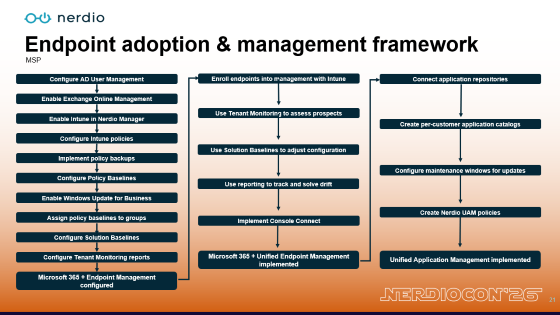 nerdio
Endpoint adoption & management framework
MSP
Configure AD User Management
Enable Exchange Online Management
Enable Intune in Nerdio Manager
Configure Intune policies
Implement policy backups
Configure Policy Baselines
Enable Windows Update for Business
Assign policy baselines to groups
Configure Solution Baselines
Configure Tenant Monitoring reports
Microsoft 365 + Endpoint Management
configured
Enroll endpoints into management with Intune
Use Tenant Monitoring to assess prospects
Use Solution Baselines to adjust configuration
Use reporting to track and solve drift
Implement Console Connect
Microsoft 365 + Unified Endpoint Management
implemented
Connect application repositories
Create per-customer application catalogs
Configure maintenance windows for updates
Create Nerdio UAM policies
Unified Application Management implemented
NERDIOCON'26
21